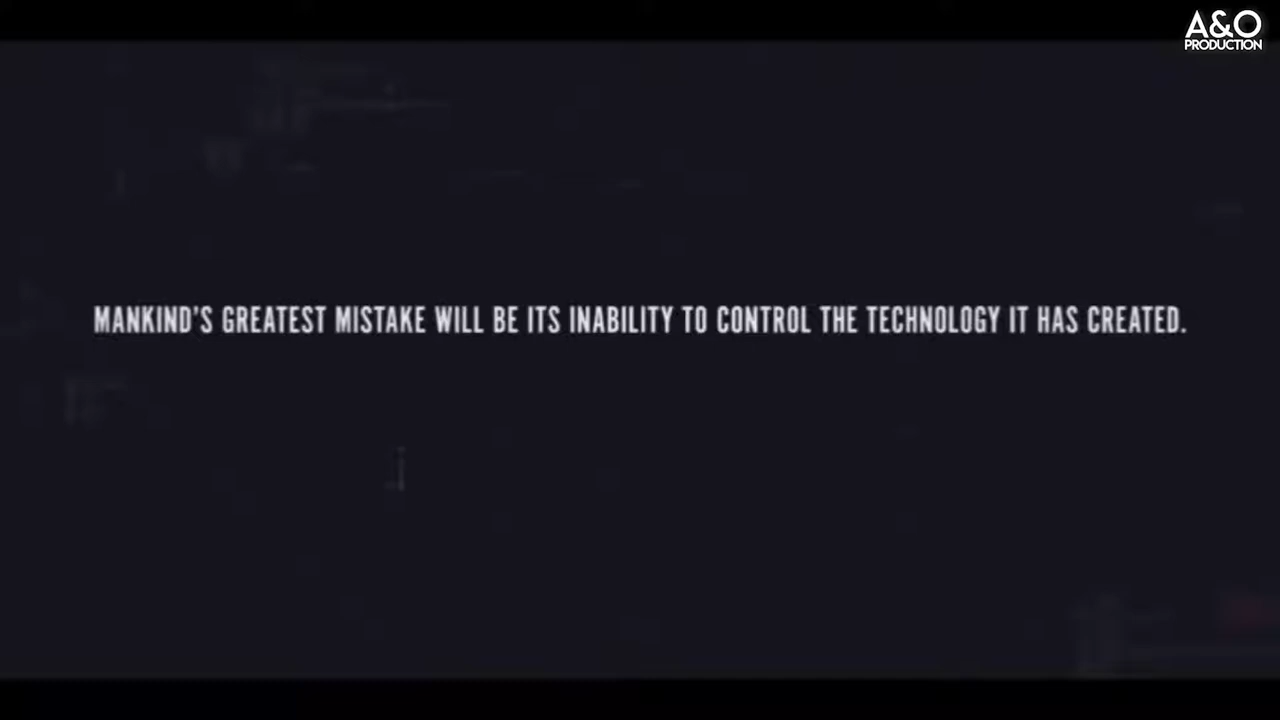 A&O
PRODUCTION
MANKIND'S GREATEST MISTAKE WILL BE ITS INABILITY TO CONTROL THE TECHNOLOGY IT HAS CREATED.